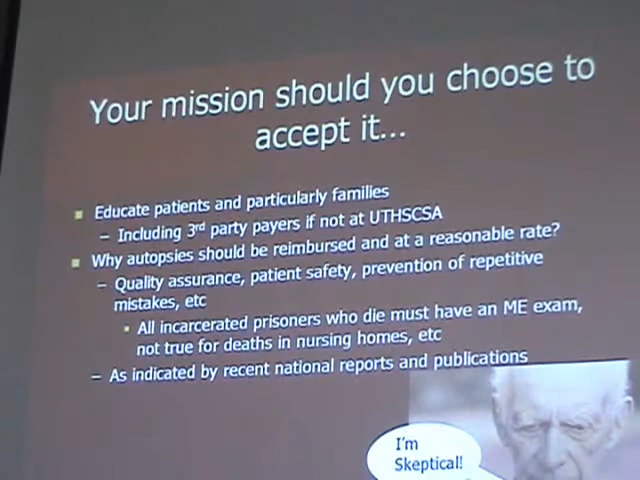 Your mission should you choose to
accept it...
Educate patients and particularly families
– Including 3rd party payers if not at UTHSCSA
Why autopsies should be reimbursed and at a reasonable rate?
– Quality assurance, patient safety, prevention of repetitive
mistakes, etc
All incarcerated prisoners who die must have an ME exam,
not true for deaths in nursing homes, etc
– As indicated by recent national reports and publications
I'm
Skeptical!